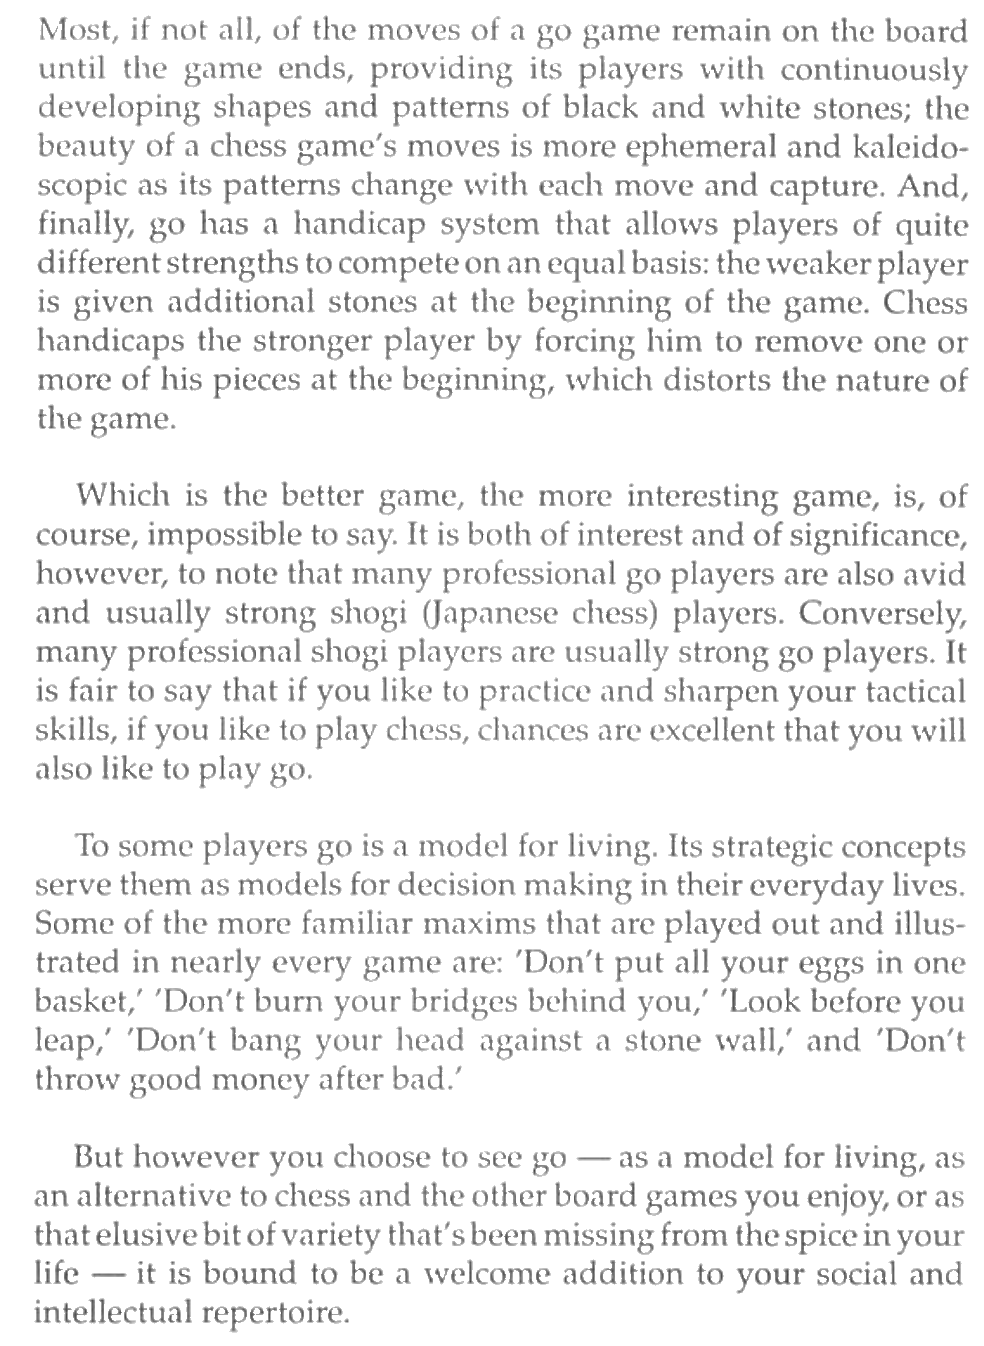 Most, if not all, of the moves of a go game remain on the board
until the game ends, providing its players with continuously
developing shapes and patterns of black and white stones; the
beauty of a chess game's moves is more ephemeral and kaleido-
scopic as its patterns change with each move and capture. And,
finally, go has a handicap system that allows players of quite
different strengths to compete on an equal basis: the weaker player
is given additional stones at the beginning of the game. Chess
handicaps the stronger player by forcing him to remove one or
more of his pieces at the beginning, which distorts the nature of
the game.
Which is the better game, the more interesting game, is, of
course, impossible to say. It is both of interest and of significance,
however, to note that many professional go players are also avid
and usually strong shogi (Japanese chess) players. Conversely,
many professional shogi players are usually strong go players. It
is fair to say that if you like to practice and sharpen your tactical
skills, if you like to play chess, chances are excellent that you will
also like to play go.
To some players go is a model for living. Its strategic concepts
serve them as models for decision making in their everyday lives.
Some of the more familiar maxims that are played out and illus-
trated in nearly every game are: 'Don't put all your eggs in one
basket,' 'Don't burn your bridges behind you,' 'Look before you
leap,' 'Don't bang your head against a stone wall,' and 'Don't
throw good money after bad.'
But however you choose to see go — as a model for living, as
an alternative to chess and the other board games you enjoy, or as
that elusive bit of variety that's been missing from the spice in your
life — it is bound to be a welcome addition to your social and
intellectual repertoire.